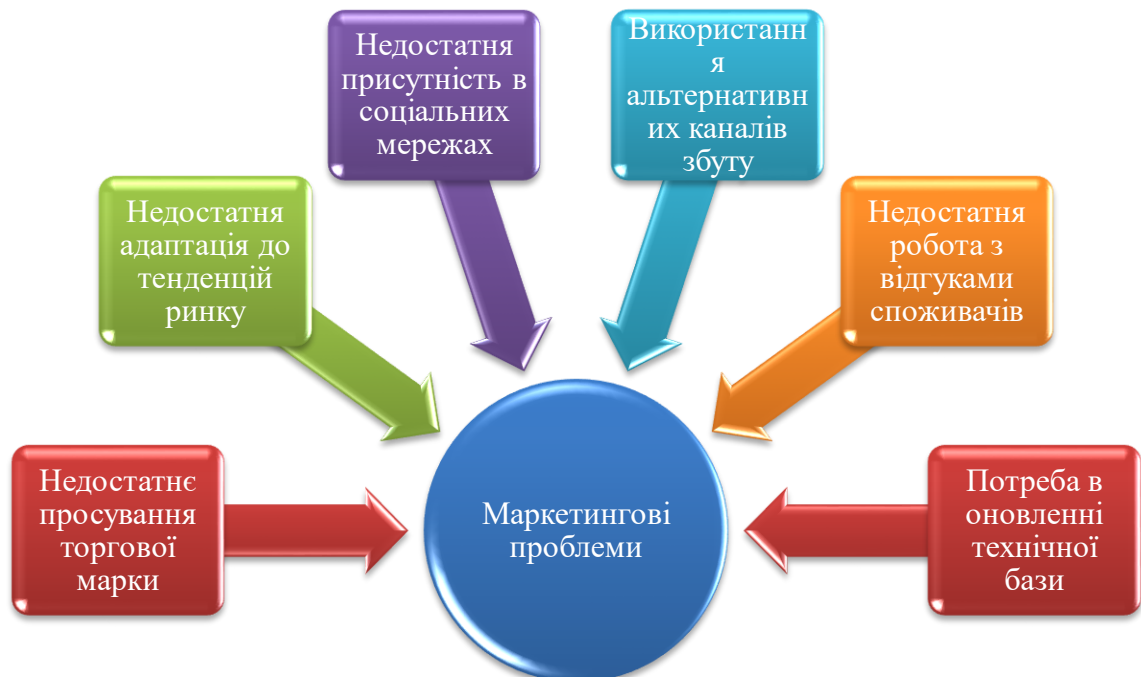 Недостатня
присутність в
соціальних
мережах
Використанн
я
альтернативн
их каналів
збуту
Недостатня
адаптація до
тенденцій
ринку
Недостатня
робота з
відгуками
споживачів
Недостатнє
просування
торгової
марки
Маркетингові
проблеми
Потреба в
оновленні
технічної
бази